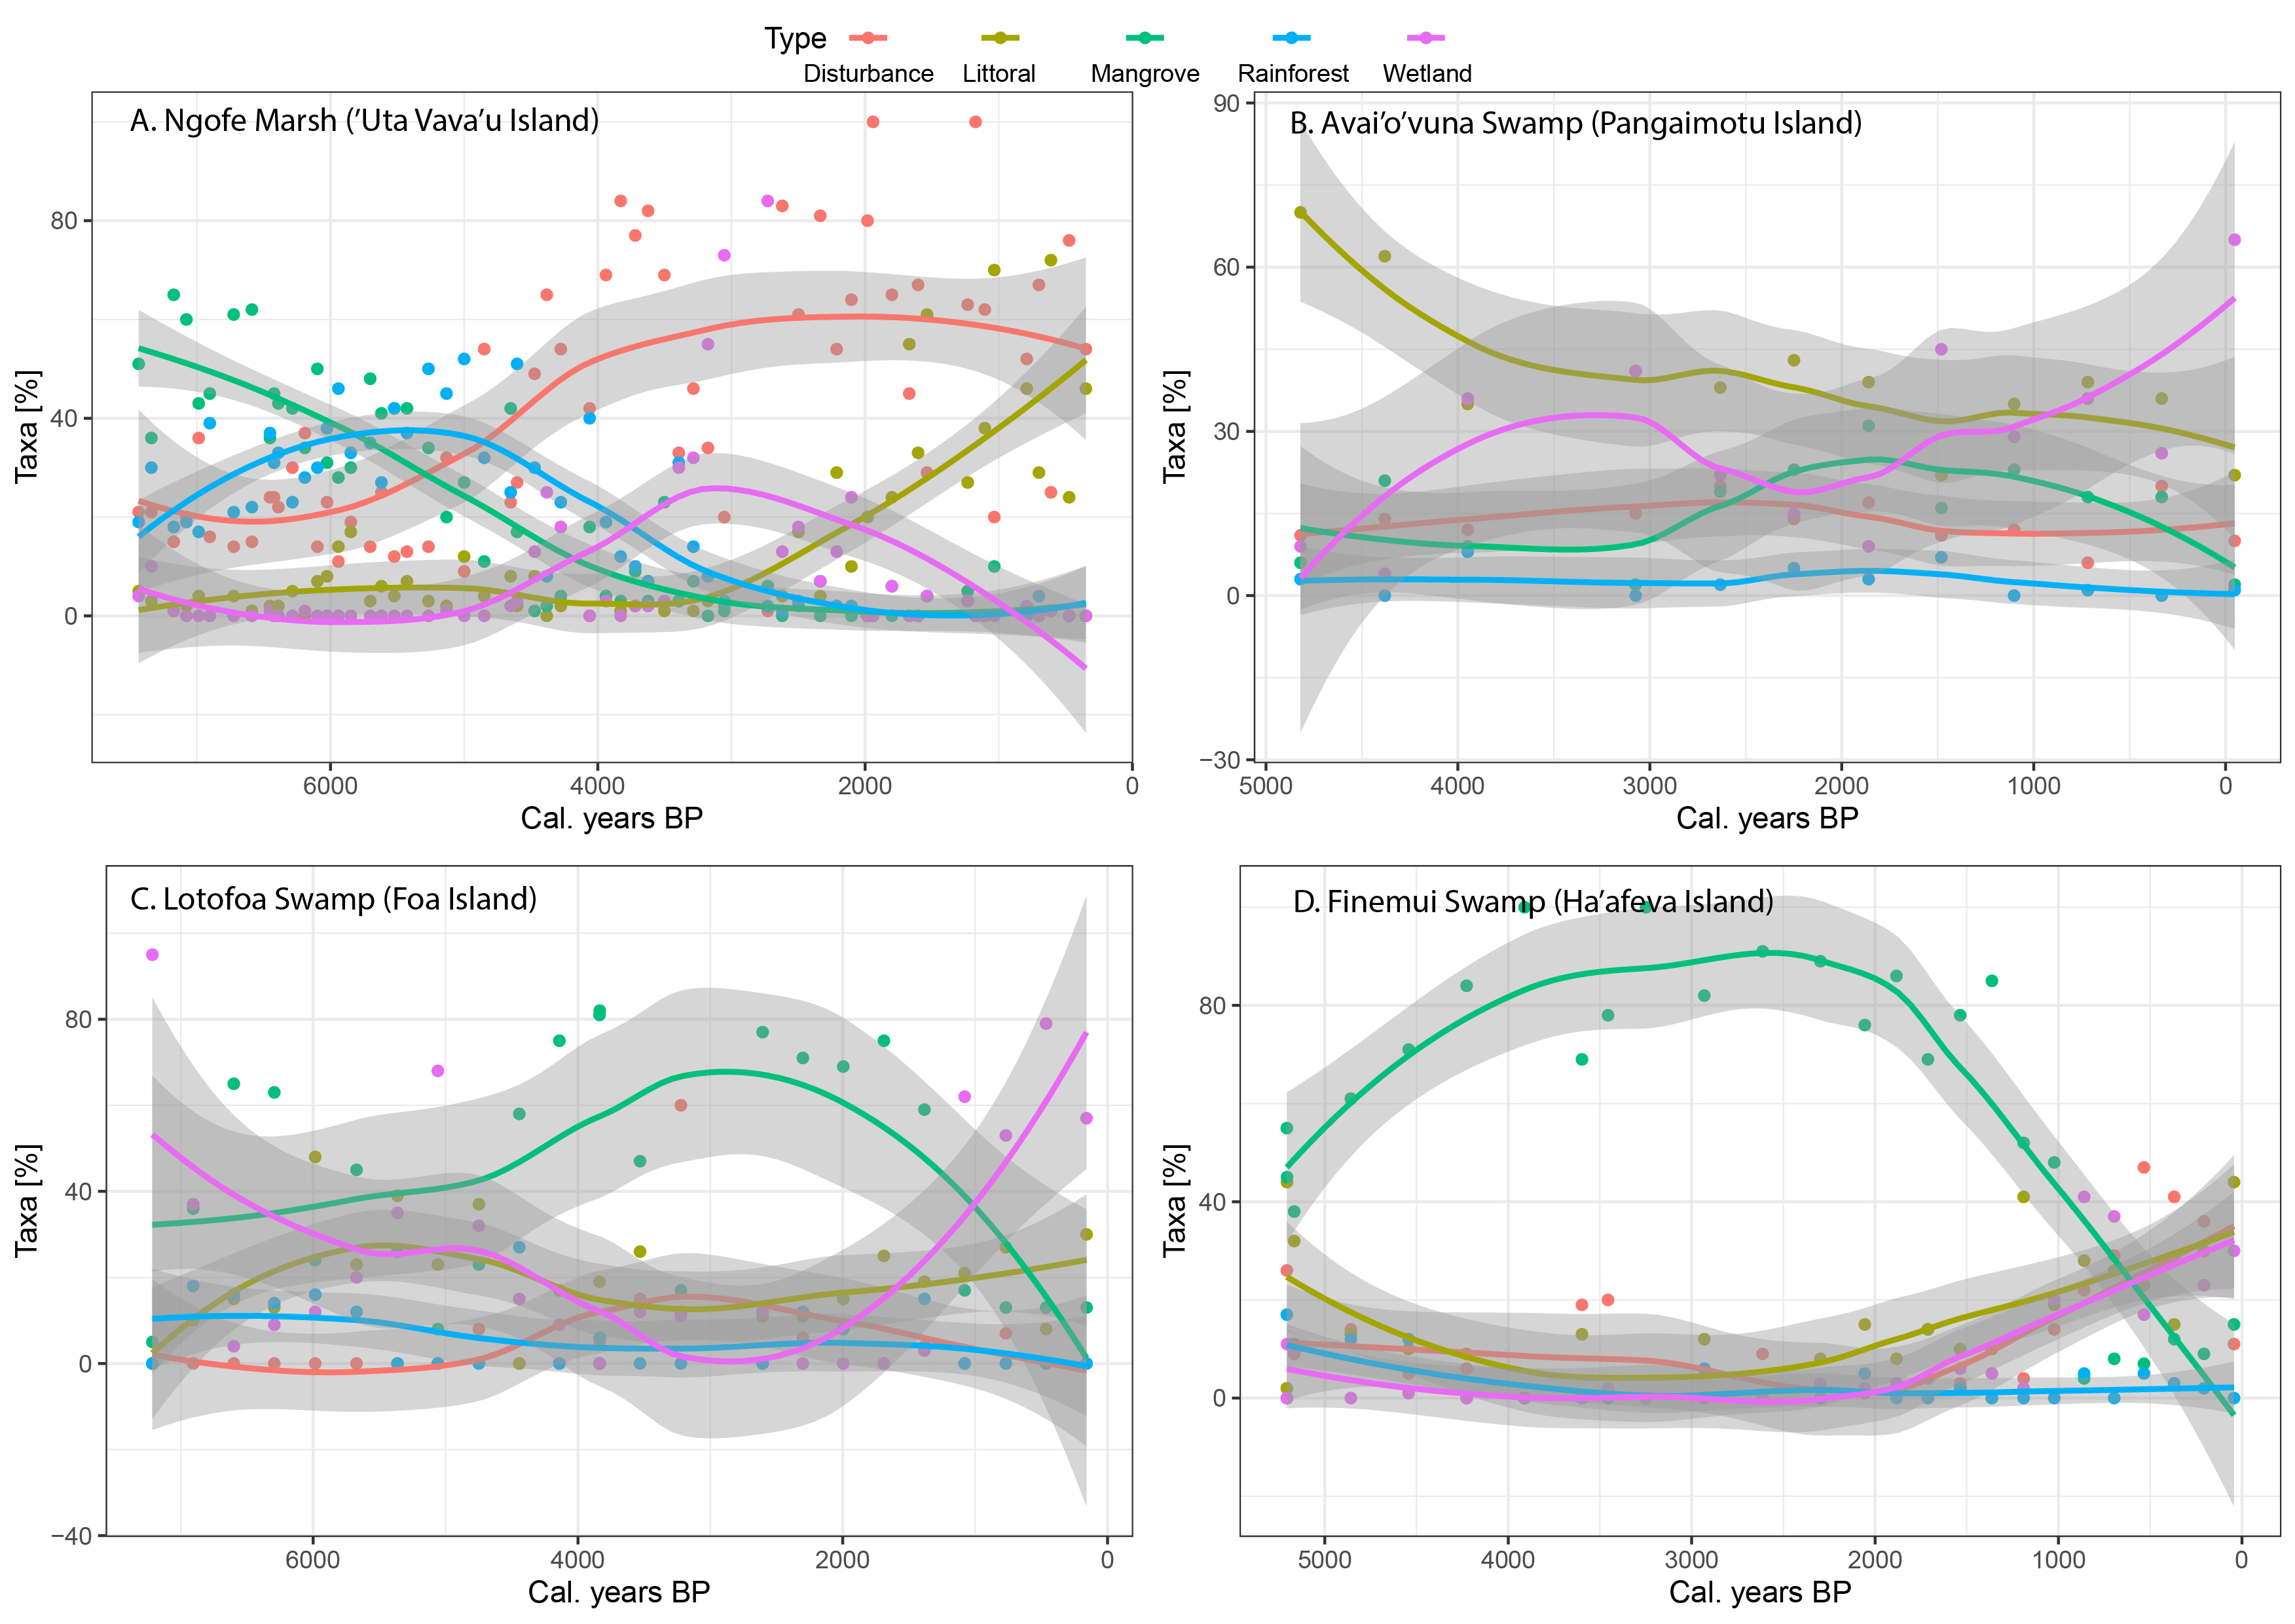 Type
Disturbance Littoral Mangrove Rainforest Wetland
A. Ngofe Marsh (’Uta Vava’u Island)
Taxa [%]
80
40
0
6000 4000 2000 0
Cal. years BP
B. Avai’o’vuna Swamp (Pangaimotu Island)
Taxa [%]
90
60
30
0
−30
5000 4000 3000 2000 1000 0
Cal. years BP
C. Lotofoa Swamp (Foa Island)
Taxa [%]
80
40
0
−40
6000 4000 2000 0
Cal. years BP
D. Finemui Swamp (Ha’afeva Island)
Taxa [%]
80
40
0
5000 4000 3000 2000 1000 0
Cal. years BP